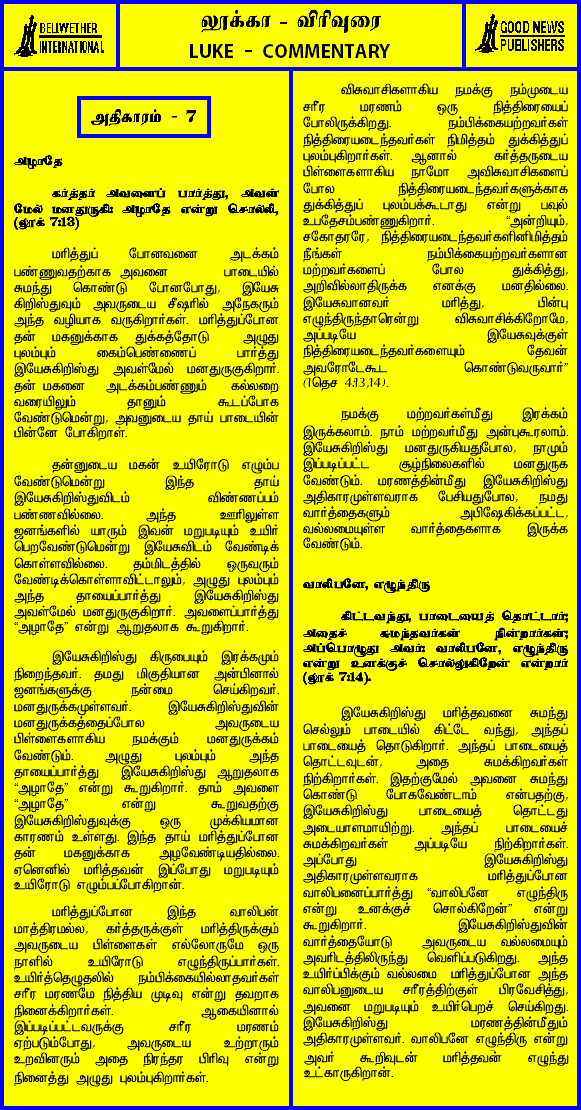 BELWETHER
INTERNATIONAL
லூக்கா - விரிவுரை
LUKE - COMMENTARY
GOOD NEWS
PUBLISHERS
அதிகாரம் - 7
அழாதே
கர்த்தர் அவளைப் பார்த்து, அவள்
மேல் மனதுருகி: அழாதே என்று சொல்லி,
(லூக் 7:13)
மரித்துப் போனவனை அடக்கம்
பண்ணுவதற்காக அவனை பாடையில்
சுமந்து கொண்டு போனபோது, இயேசு
கிறிஸ்துவும் அவருடைய சீஷரில் அநேகரும்
அந்த வழியாக வருகிறார்கள். மரித்துப்போன
தன் மகனுக்காக துக்கத்தோடு அழுது
புலம்பும் கைம்பெண்ணைப் பார்த்து
இயேசுகிறிஸ்து அவள்மேல் மனதுருகுகிறார்.
தன் மகனை அடக்கம்பண்ணும் கல்லறை
வரையிலும் தானும் கூடப்போக
வேண்டுமென்று, அவனுடைய தாய் பாடையின்
பின்னே போகிறாள்.
தன்னுடைய மகன் உயிரோடு எழும்ப
வேண்டுமென்று இந்த தாய்
இயேசுகிறிஸ்துவிடம் விண்ணப்பம்
பண்ணவில்லை. அந்த ஊரிலுள்ள
ஜனங்களில் யாரும் இவன் மறுபடியும் உயிர்
பெறவேண்டுமென்று இயேசுவிடம் வேண்டிக்
கொள்ளவில்லை. தம்மிடத்தில் ஒருவரும்
வேண்டிக்கொள்ளாவிட்டாலும், அழுது புலம்பும்
அந்த தாயைப்பார்த்து இயேசுகிறிஸ்து
அவள்மேல் மனதுருகுகிறார். அவளைப்பார்த்து
“அழாதே” என்று ஆறுதலாக கூறுகிறார்.
இயேசுகிறிஸ்து கிருபையும் இரக்கமும்
நிறைந்தவர். தமது மிகுதியான அன்பினால்
ஜனங்களுக்கு நன்மை செய்கிறவர்.
மனதுருக்கமுள்ளவர். இயேசுகிறிஸ்துவின்
மனதுருக்கத்தைப்போல அவருடைய
பிள்ளைகளாகிய நமக்கும் மனதுருக்கம்
வேண்டும். அழுது புலம்பும் அந்த
தாயைப்பார்த்து இயேசுகிறிஸ்து ஆறுதலாக
“அழாதே” என்று கூறுகிறார். தாம் அவளை
“அழாதே” என்று கூறுவதற்கு
இயேசுகிறிஸ்துவுக்கு ஒரு முக்கியமான
காரணம் உள்ளது. இந்த தாய் மரித்துப்போன
தன் மகனுக்காக அழவேண்டியதில்லை.
ஏனெனில் மரித்தவன் இப்போது மறுபடியும்
உயிரோடு எழும்பப்போகிறான்.
மரித்துப்போன இந்த வாலிபன்
மாத்திரமல்ல, கர்த்தருக்குள் மரித்திருக்கும்
அவருடைய பிள்ளைகள் எல்லோருமே ஒரு
நாளில் உயிரோடு எழுந்திருப்பார்கள்.
உயிர்த்தெழுதலில் நம்பிக்கையில்லாதவர்கள்
சரீர மரணமே நித்திய முடிவு என்று தவறாக
நினைக்கிறார்கள். ஆகையினால்
இப்படிப்பட்டவருக்கு சரீர மரணம்
ஏற்படும்போது, அவருடைய உற்றாரும்
உறவினரும் அதை நிரந்தர பிரிவு என்று
நினைத்து அழுது புலம்புகிறார்கள்.
விசுவாசிகளாகிய நமக்கு நம்முடைய
சரீர மரணம் ஒரு நித்திரையைப்
போலிருக்கிறது. நம்பிக்கையற்றவர்கள்
நித்திரையடைந்தவர்கள் நிமித்தம் துக்கித்துப்
புலம்புகிறார்கள். ஆனால் கர்த்தருடைய
பிள்ளைகளாகிய நாமோ அவிசுவாசிகளைப்
போல நித்திரையடைந்தவர்களுக்காக
துக்கித்துப் புலம்பக்கூடாது என்று பவுல்
உபதேசம்பண்ணுகிறார். “அன்றியும்,
சகோதரரே, நித்திரையடைந்தவர்களினிமித்தம்
நீங்கள் நம்பிக்கையற்றவர்களான
மற்றவர்களைப் போல துக்கித்து,
அறிவில்லாதிருக்க எனக்கு மனதில்லை.
இயேசுவானவர் மரித்து, பின்பு
எழுந்திருந்தாரென்று விசுவாசிக்கிறோமே,
அப்படியே இயேசுவுக்குள்
நித்திரையடைந்தவர்களையும் தேவன்
அவரோடேகூட கொண்டுவருவார்”
(1தெச 4:13,14).
நமக்கு மற்றவர்கள்மீது இரக்கம்
இருக்கலாம். நாம் மற்றவர்மீது அன்புகூரலாம்.
இயேசுகிறிஸ்து மனதுருகியதுபோல, நாமும்
இப்படிப்பட்ட சூழ்நிலைகளில் மனதுருக
வேண்டும். மரணத்தின்மீது இயேசுகிறிஸ்து
அதிகாரமுள்ளவராக பேசியதுபோல, நமது
வார்த்தைகளும் அபிஷேகிக்கப்பட்ட,
வல்லமையுள்ள வார்த்தைகளாக இருக்க
வேண்டும்.
வாலிபனே, எழுந்திரு
கிட்டவந்து, பாடையைத் தொட்டார்;
அதைச் சுமந்தவர்கள் நின்றார்கள்;
அப்பொழுது அவர்: வாலிபனே, எழுந்திரு
என்று உனக்குச் சொல்லுகிறேன் என்றார்
(லூக் 7:14).
இயேசுகிறிஸ்து மரித்தவனை சுமந்து
செல்லும் பாடையில் கிட்டே வந்து, அந்தப்
பாடையைத் தொடுகிறார். அந்தப் பாடையைத்
தொட்டவுடன், அதை சுமக்கிறவர்கள்
நிற்கிறார்கள். இதற்குமேல் அவனை சுமந்து
கொண்டு போகவேண்டாம் என்பதற்கு,
இயேசுகிறிஸ்து பாடையைத் தொட்டது
அடையாளமாயிற்று. அந்தப் பாடையைச்
சுமக்கிறவர்கள் அப்படியே நிற்கிறார்கள்.
அப்போது இயேசுகிறிஸ்து
அதிகாரமுள்ளவராக மரித்துப்போன
வாலிபனைப்பார்த்து “வாலிபனே எழுந்திரு
என்று உனக்குச் சொல்கிறேன்” என்று
கூறுகிறார். இயேசுகிறிஸ்துவின்
வார்த்தையோடு அவருடைய வல்லமையும்
அவரிடத்திலிருந்து வெளிப்படுகிறது. அந்த
உயிர்ப்பிக்கும் வல்லமை மரித்துப்போன அந்த
வாலிபனுடைய சரீரத்திற்குள் பிரவேசித்து,
அவனை மறுபடியும் உயிர்பெறச் செய்கிறது.
இயேசுகிறிஸ்து மரணத்தின்மீதும்
அதிகாரமுள்ளவர். வாலிபனே எழுந்திரு என்று
அவர் கூறிவுடன் மரித்தவன் எழுந்து
உட்காருகிறான்.